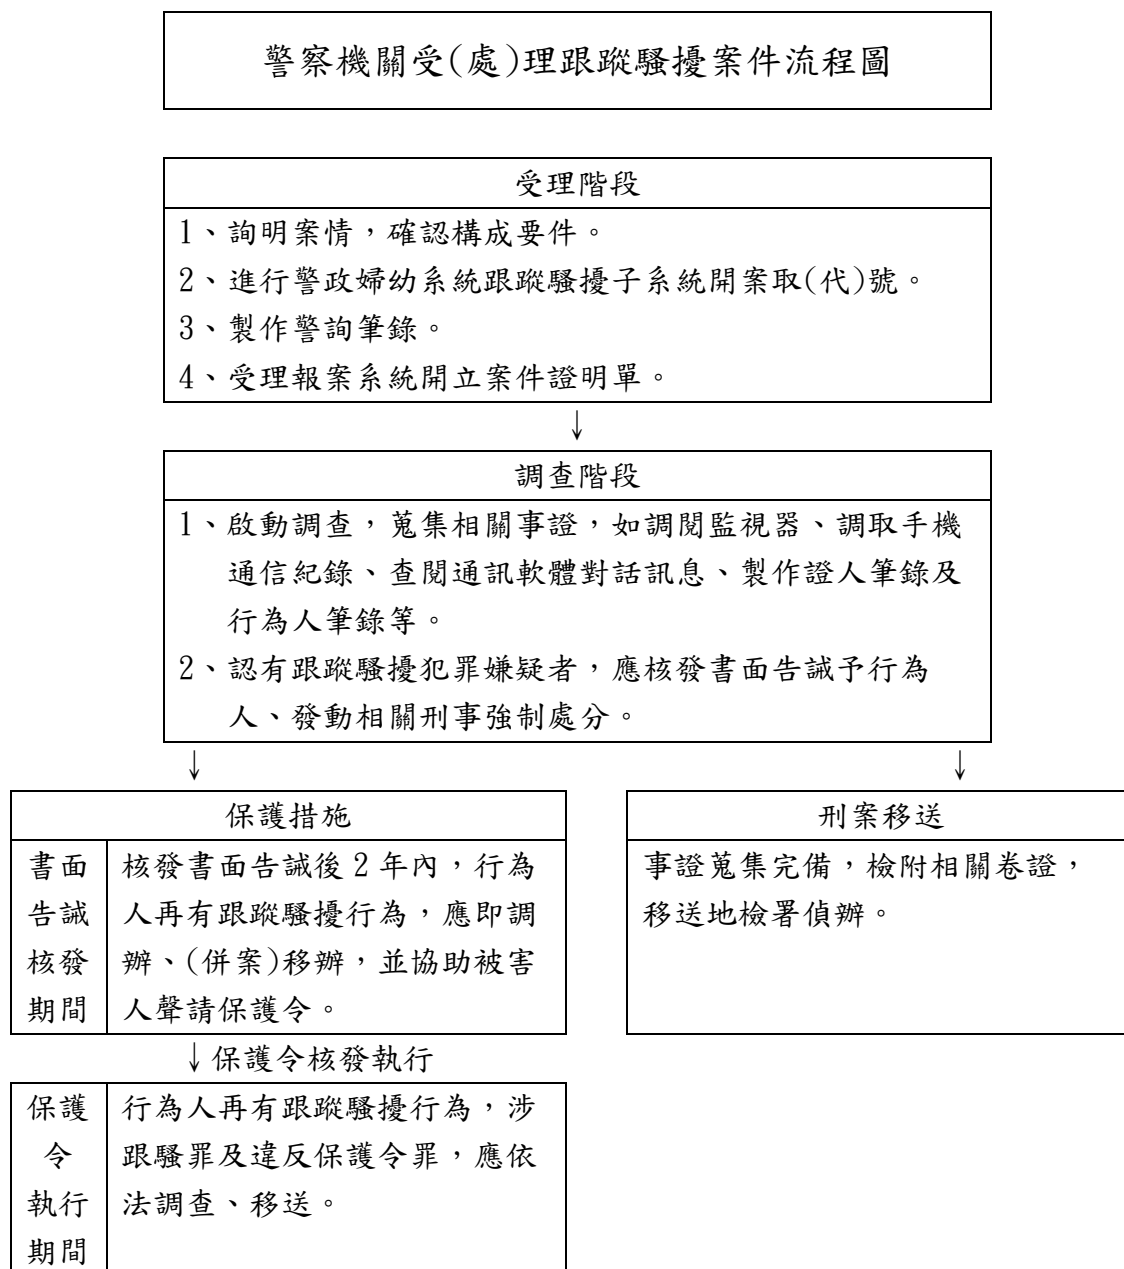 警察機關受(處)理跟蹤騷擾案件流程圖
受理階段
1、詢明案情，確認構成要件。
2、進行警政婦幼系統跟蹤騷擾子系統開案取(代)號。
3、製作警詢筆錄。
4、受理報案系統開立案件證明單。
↓
調查階段
1、啟動調查，蒐集相關事證，如調閱監視器、調取手機
通信紀錄、查閱通訊軟體對話訊息、製作證人筆錄及
行為人筆錄等。
2、認有跟蹤騷擾犯罪嫌疑者，應核發書面告誡予行為
人、發動相關刑事強制處分。
↓
↓
保護措施
書面
告誡
核發
期間
核發書面告誡後 2 年內，行為
人再有跟蹤騷擾行為，應即調
辦、(併案)移辦，並協助被害
人聲請保護令。
刑案移送
事證蒐集完備，檢附相關卷證，
移送地檢署偵辦。
↓保護令核發執行
保護
令
執行
期間
行為人再有跟蹤騷擾行為，涉
跟騷罪及違反保護令罪，應依
法調查、移送。